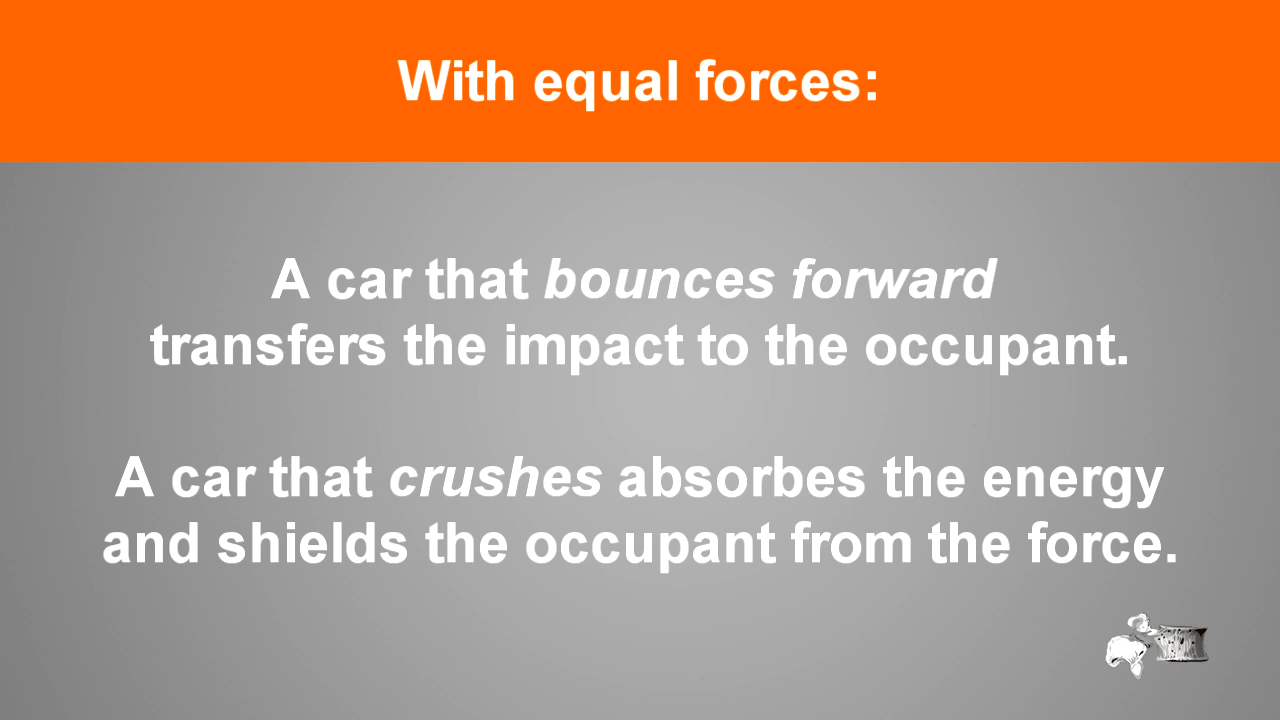 With equal forces:
A car that bounces forward
transfers the impact to the occupant.
A car that crushes absorbes the energy
and shields the occupant from the force.